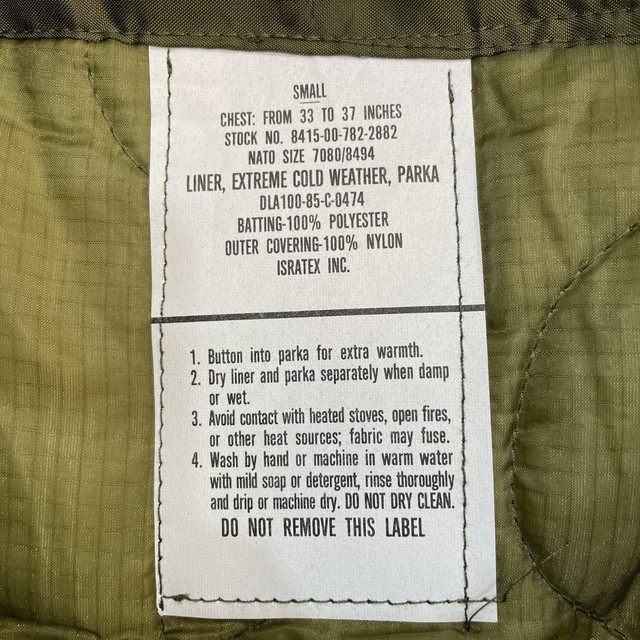 SMALL
CHEST: FROM 33 TO 37 INCHES
STOCK NO. 8415-00-782-2882
NATO SIZE 7080/8494
LINER, EXTREME COLD WEATHER, PARKA
DLA100-85-C-0474
BATTING-100% POLYESTER
OUTER COVERING-100% NYLON
ISRATEX INC.
1. Button into parka for extra warmth.
2. Dry liner and parka separately when damp
or wet.
3. Avoid contact with heated stoves, open fires,
or other heat sources; fabric may fuse.
4. Wash by hand or machine in warm water
with mild soap or detergent, rinse thoroughly
and drip or machine dry. DO NOT DRY CLEAN.
DO NOT REMOVE THIS LABEL